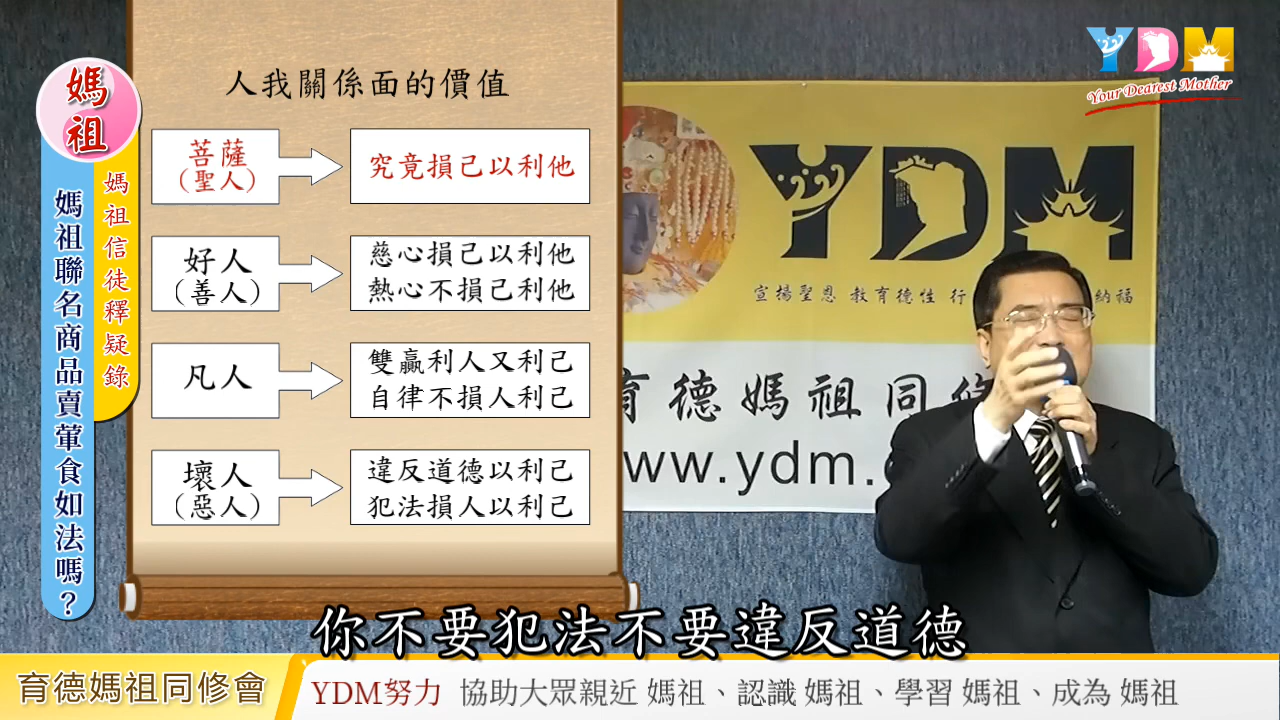 YDM
Your Dearest Mother
媽祖
媽祖信徒釋疑錄
媽祖聯名商品賣葷食如法嗎？
人我關係面的價值
菩薩
（聖人）
究竟損己以利他
好人
（善人）
慈心損己以利他
熱心不損己利他
凡人
雙贏利人又利己
自律不損人利己
壞人
（惡人）
違反道德以利己
犯法損人以利己
YDM
宣揚聖恩 教育德性 行
納福
育德媽祖同修
www.ydm.
你不要犯法不要違反道德
育德媽祖同修會
YDM努力 協助大眾親近 媽祖、認識 媽祖、學習 媽祖、成為 媽祖